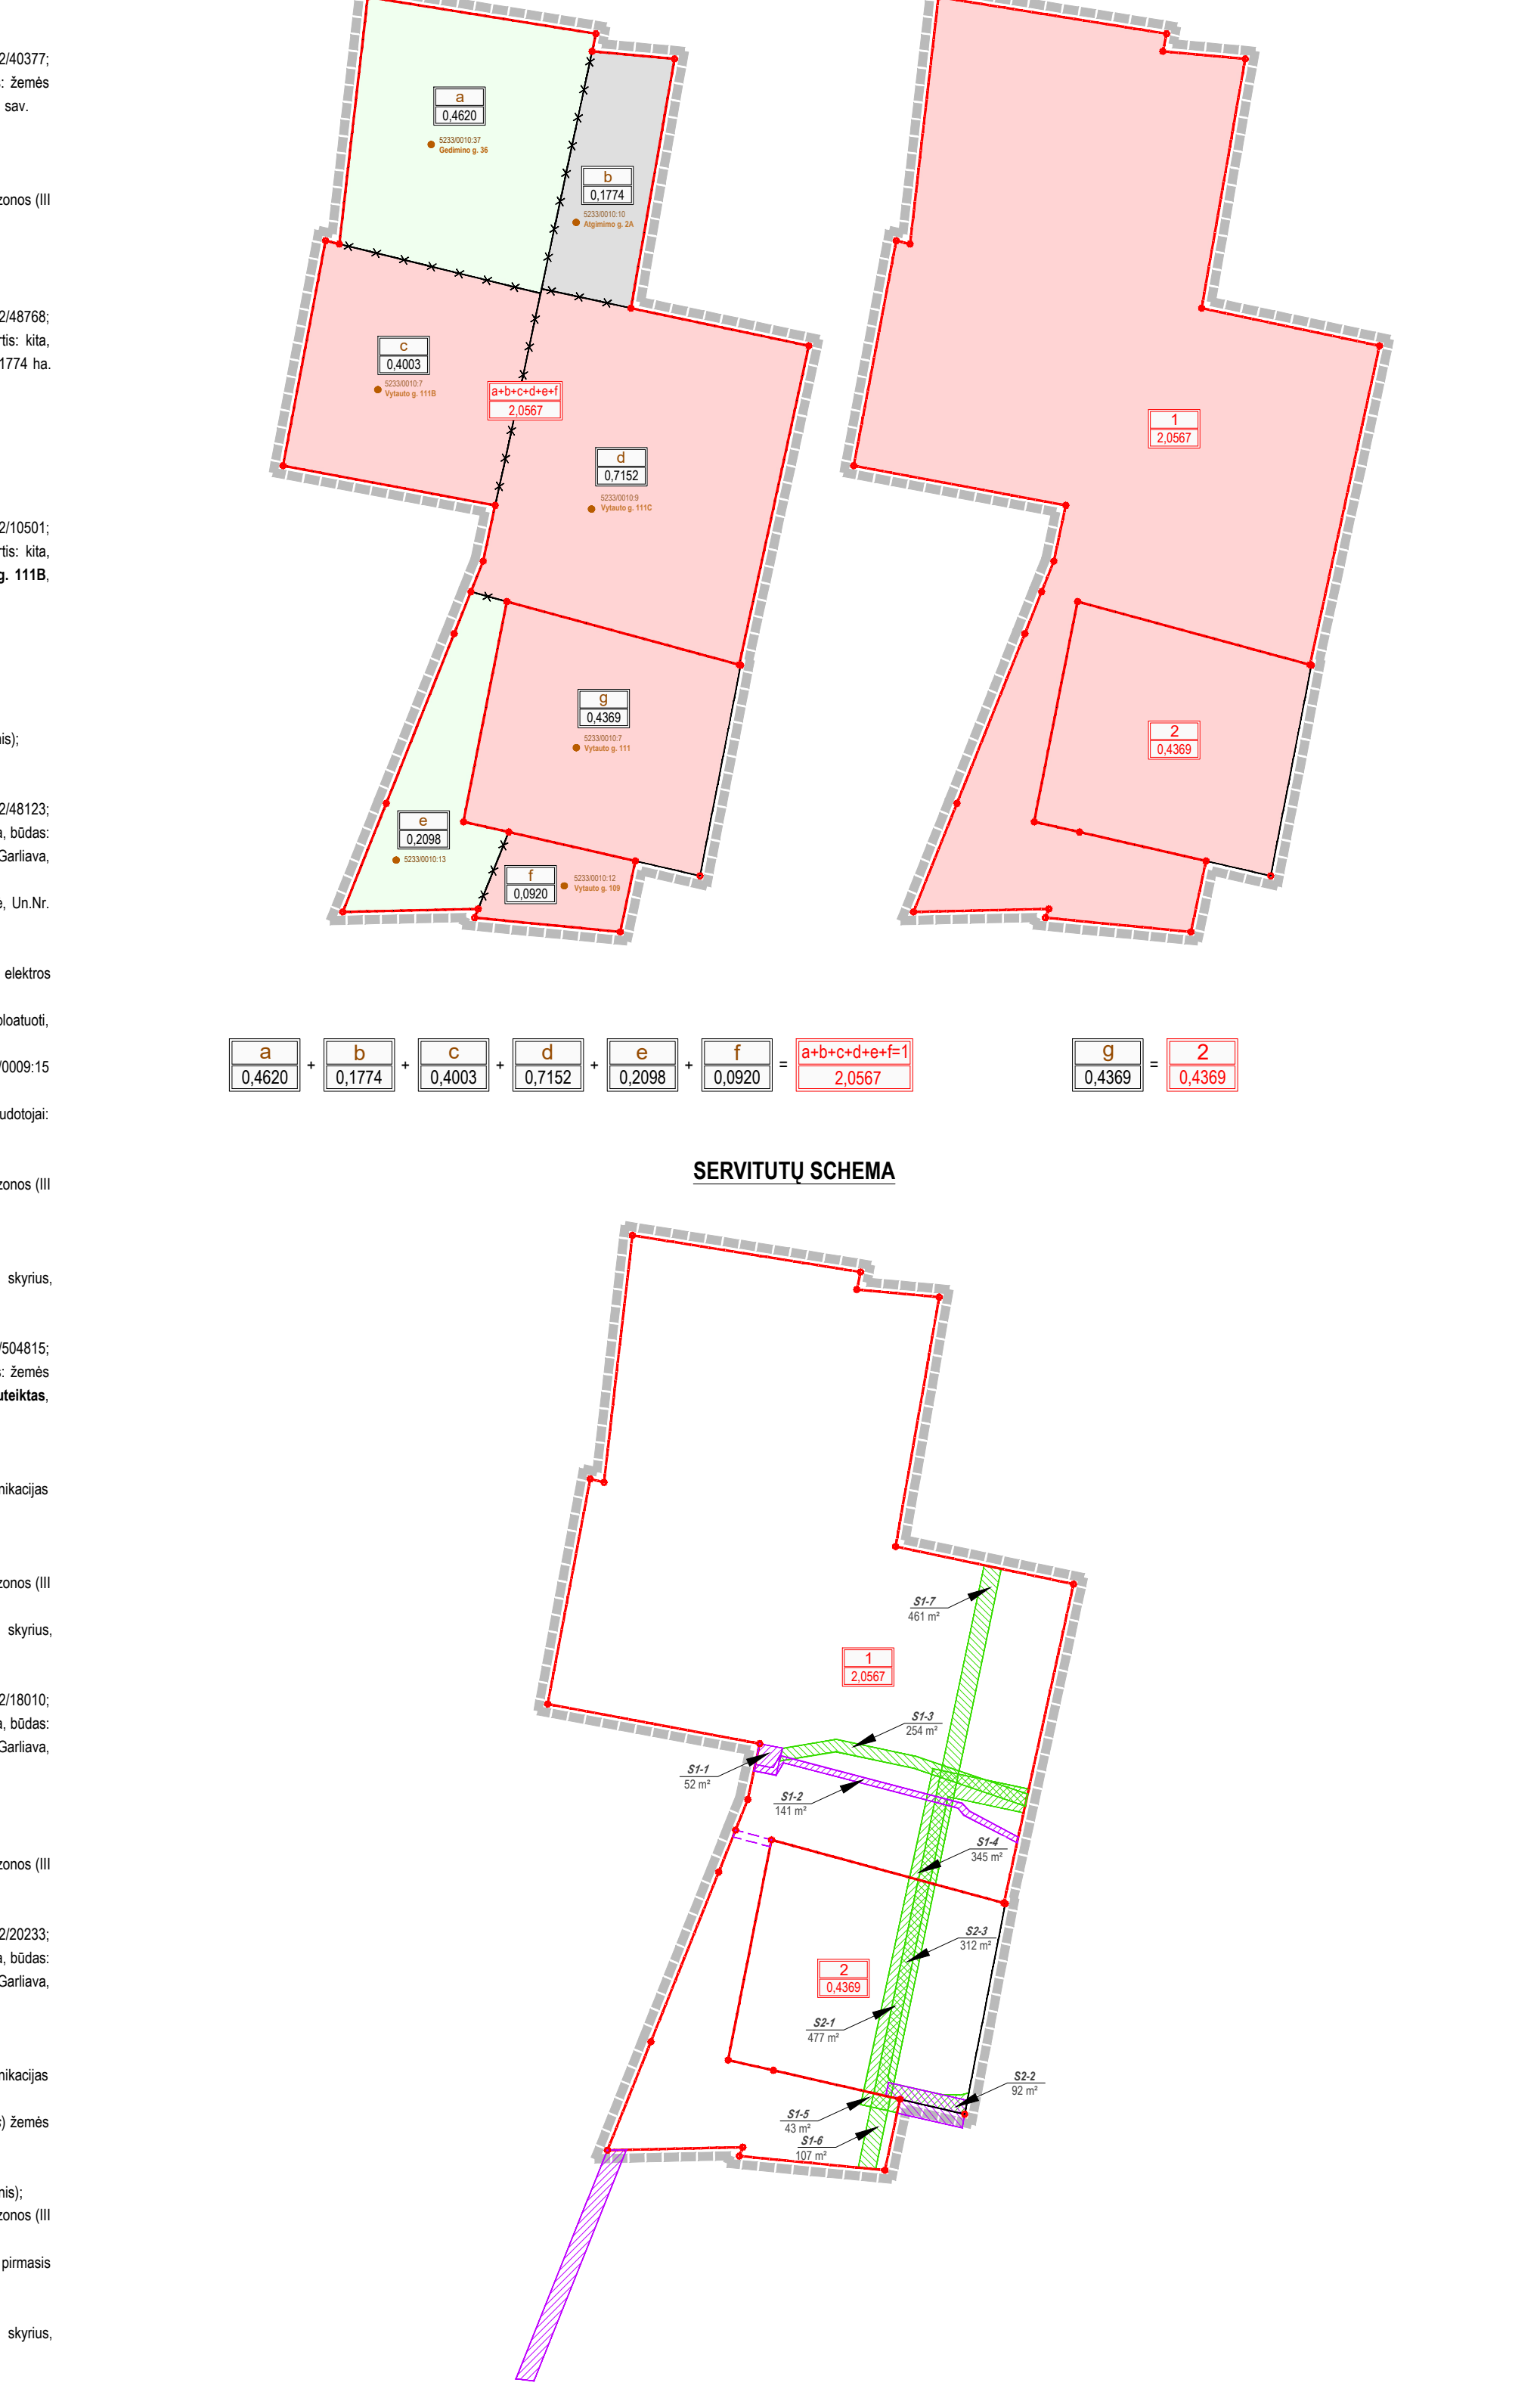 2/40377;
s: žemės
sav.
zonos (III
2/48768;
rtis: kita,
1774 ha.
2/10501;
rtis: kita,
g. 111B,
nis);
2/48123;
a, būdas:
Garliava,
e, Un.Nr.
elektros
ploatuoti,
/0009:15
udotojai:
zonos (III
skyrius,
/504815;
s: žemės
uteiktas,
nikacijas
zonos (III
skyrius,
2/18010;
a, būdas:
Garliava,
zonos (III
2/20233;
a, būdas:
Garliava,
nikacijas
c) žemės
nis);
zonos (III
pirmasis
skyrius,
a
0,4620
5233/0010:37
Gedimino g. 36
b
0,1774
5233/0010:10
Atgimimo g. 2A
c
0,4003
5233/0010:7
Vytauto g. 111B
a+b+c+d+e+f
2,0567
d
0,7152
5233/0010:9
Vytauto g. 111C
g
0,4369
5233/0010:7
Vytauto g. 111
e
0,2098
5233/0010:13
f
0,0920
5233/0010:12
Vytauto g. 109
1
2,0567
2
0,4369
a + b + c + d + e + f = a+b+c+d+e+f=1
0,4620 0,1774 0,4003 0,7152 0,2098 0,0920 2,0567
g = 2
0,4369 0,4369
SERVITUTŲ SCHEMA
S1-7
461 m²
1
2,0567
S1-3
254 m²
S1-1
52 m²
S1-2
141 m²
S1-4
345 m²
S2-3
312 m²
2
0,4369
S2-1
477 m²
S2-2
92 m²
S1-5
43 m²
S1-6
107 m²